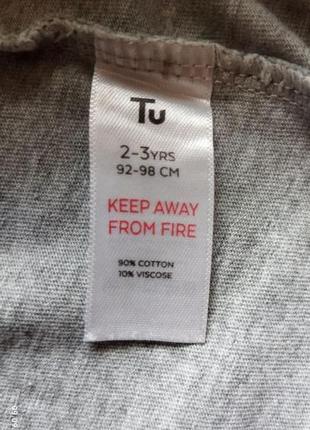 Tu
2-3YRS
92-98 CM
KEEP AWAY
FROM FIRE
90% COTTON
10% VISCOSE